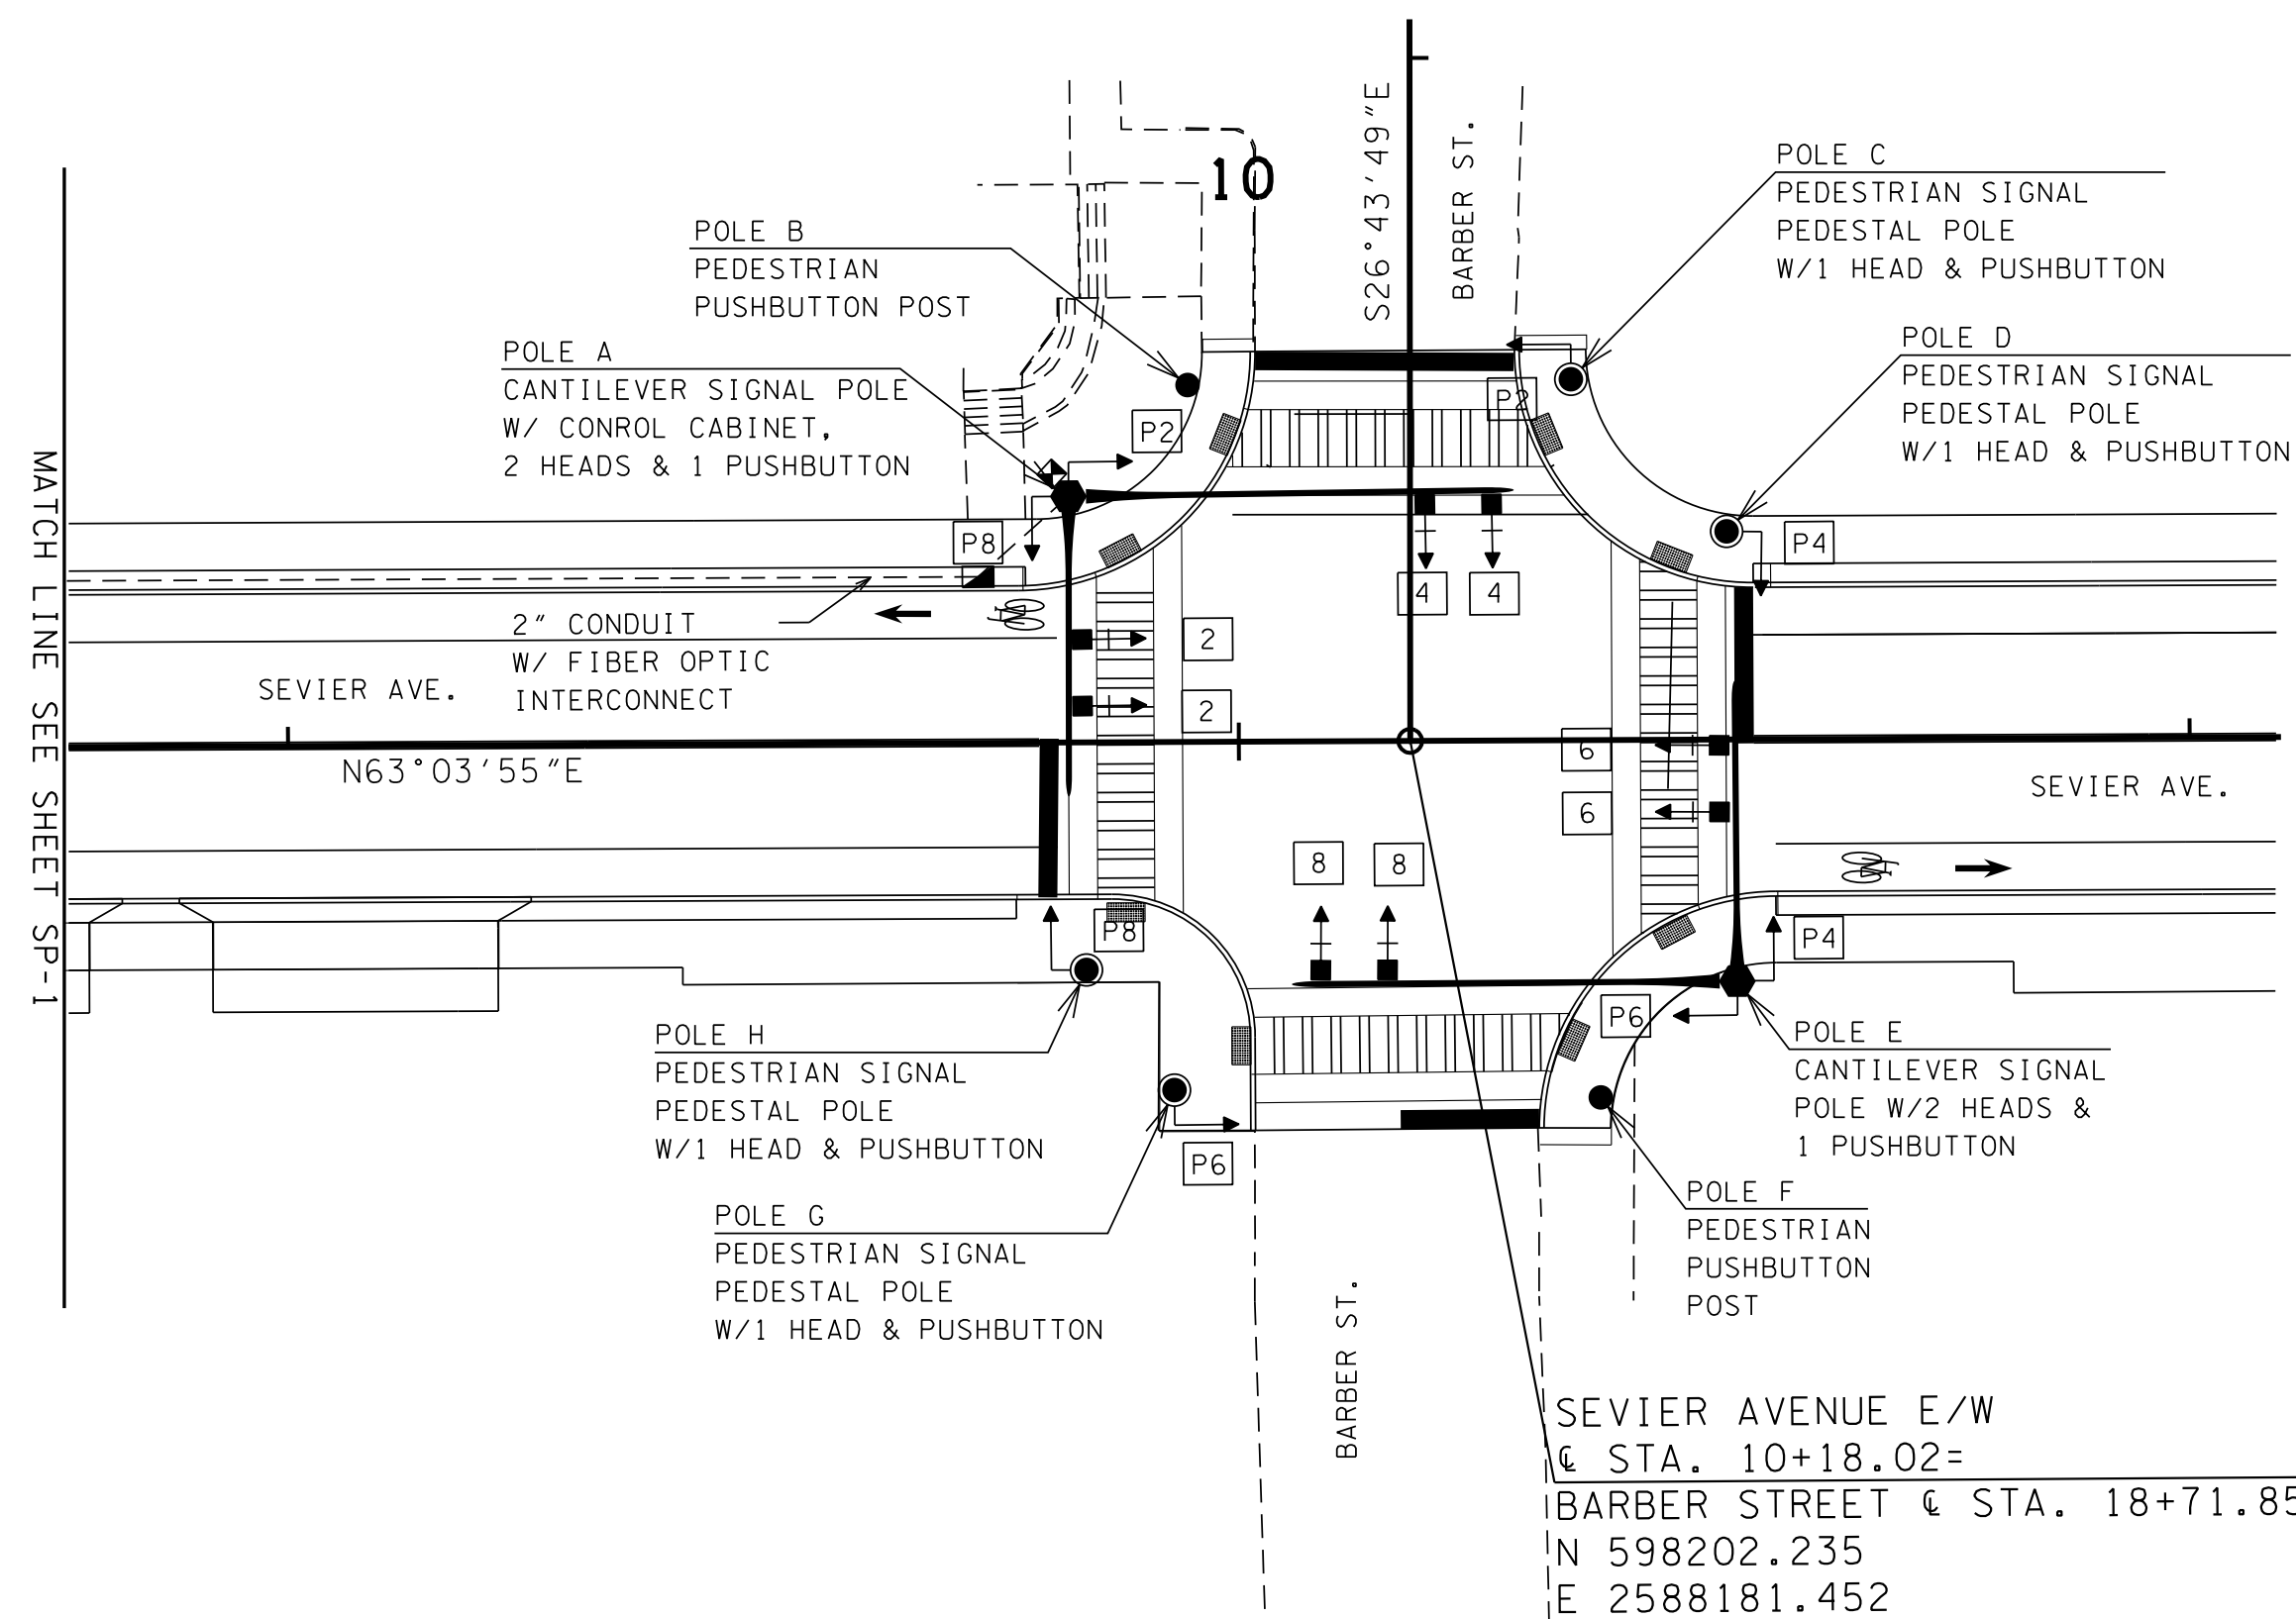 10
S26°43'49"E
BARBER ST.
POLE C
PEDESTRIAN SIGNAL
PEDESTAL POLE
W/1 HEAD & PUSHBUTTON
POLE B
PEDESTRIAN
PUSHBUTTON POST
POLE D
PEDESTRIAN SIGNAL
PEDESTAL POLE
W/1 HEAD & PUSHBUTTON
POLE A
CANTILEVER SIGNAL POLE
W/ CONROL CABINET,
2 HEADS & 1 PUSHBUTTON
P2
P2
P8
P4
4
4
MATCH LINE SEE SHEET SP-1
2" CONDUIT
W/ FIBER OPTIC
INTERCONNECT
SEVIER AVE.
2
2
N63°03'55"E
6
6
SEVIER AVE.
8
8
P8
P4
P6
POLE H
PEDESTRIAN SIGNAL
PEDESTAL POLE
W/1 HEAD & PUSHBUTTON
POLE E
CANTILEVER SIGNAL
POLE W/2 HEADS &
1 PUSHBUTTON
P6
POLE G
PEDESTRIAN SIGNAL
PEDESTAL POLE
W/1 HEAD & PUSHBUTTON
POLE F
PEDESTRIAN
PUSHBUTTON
POST
BARBER ST.
SEVIER AVENUE E/W
℄ STA. 10+18.02=
BARBER STREET ℄ STA. 18+71.85
N 598202.235
E 2588181.452